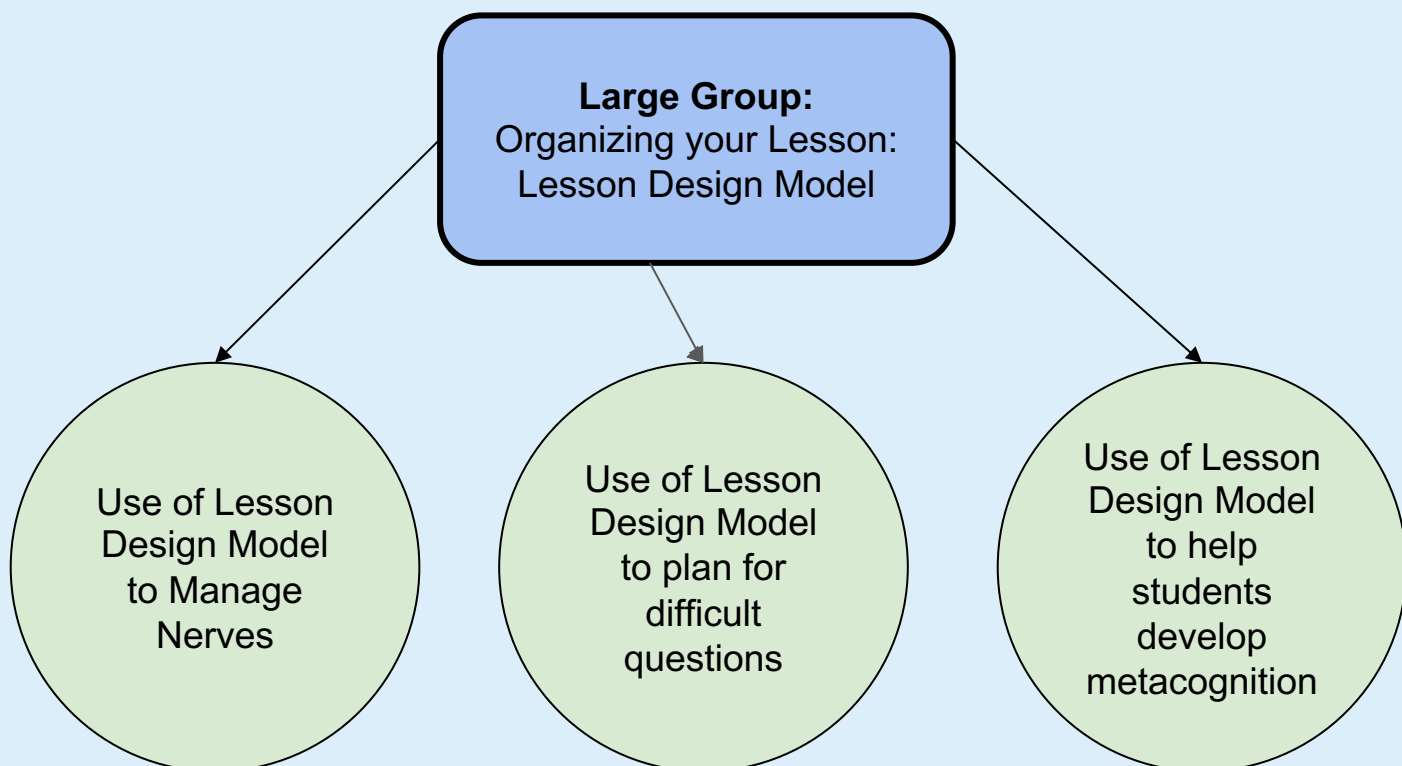 Large Group:
Organizing your Lesson:
Lesson Design Model
Use of Lesson
Design Model
to Manage
Nerves
Use of Lesson
Design Model
to plan for
difficult
questions
Use of Lesson
Design Model
to help
students
develop
metacognition